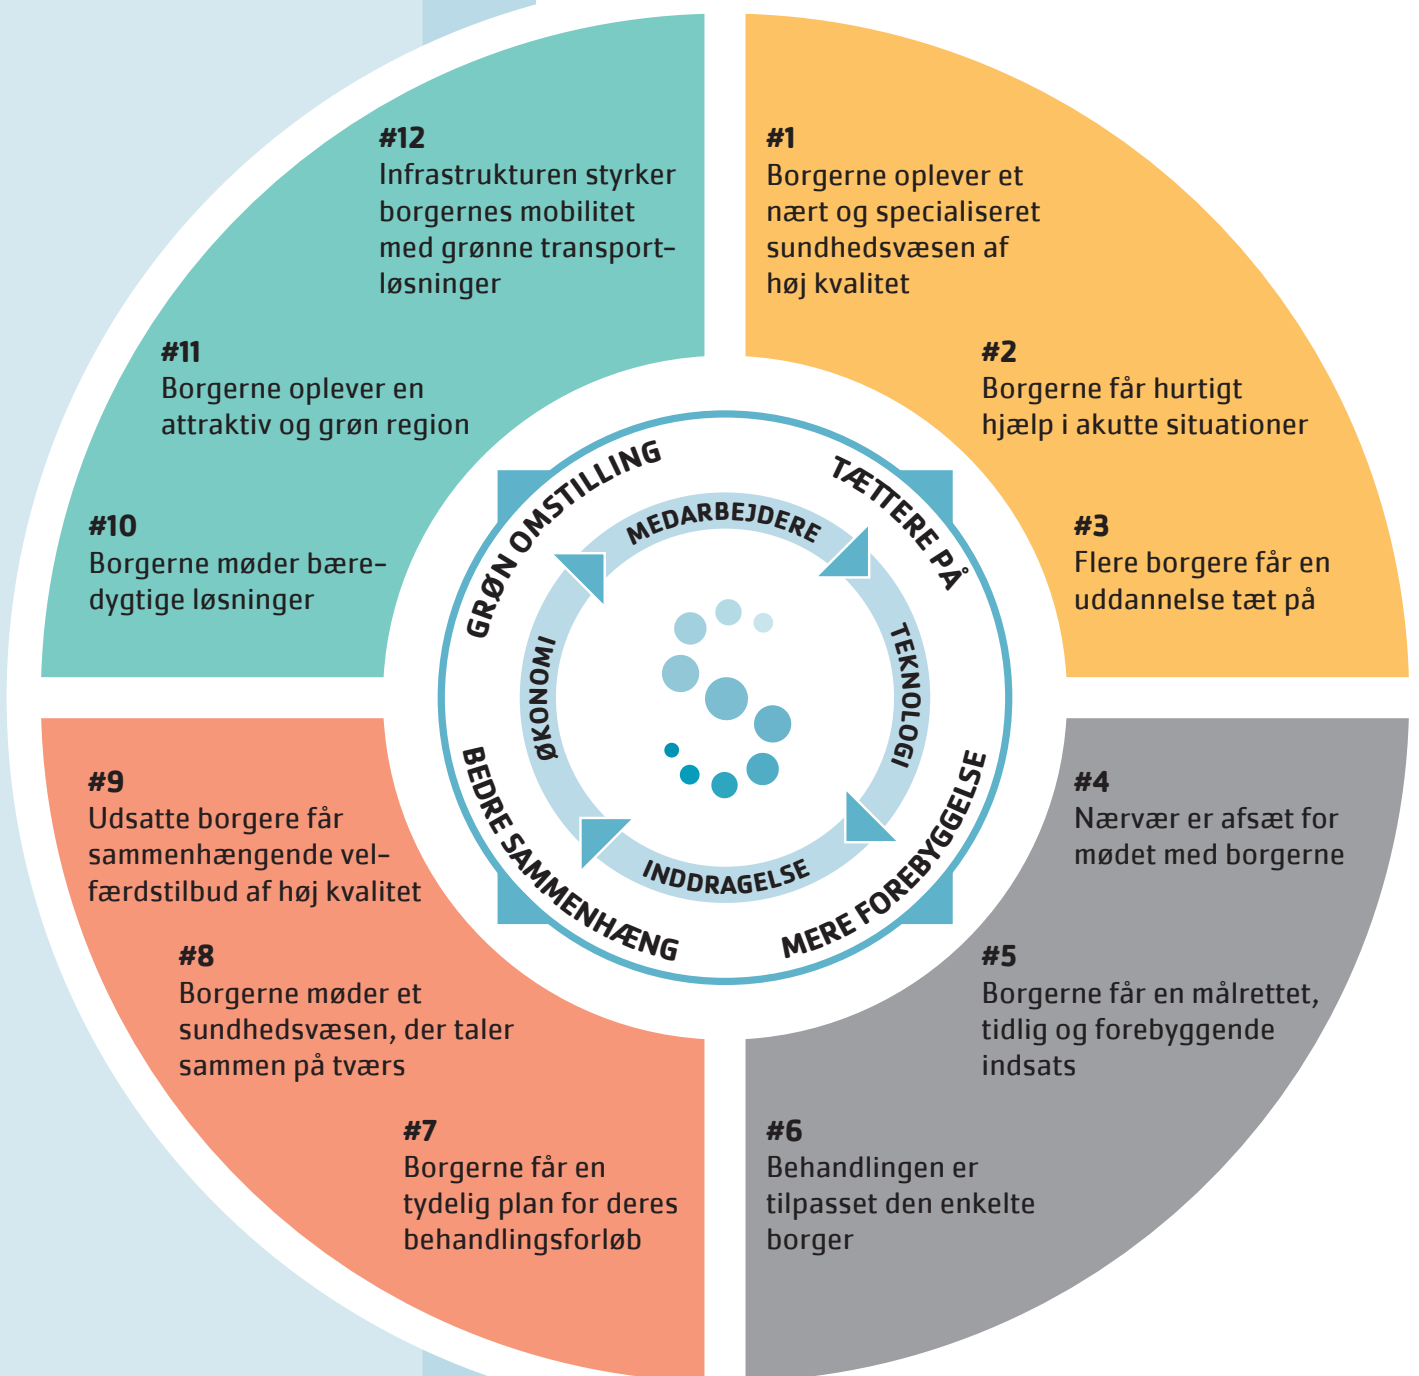 #1
Borgerne oplever et
nært og specialiseret
sundhedsvæsen af
høj kvalitet
#2
Borgerne får hurtigt
hjælp i akutte situationer
#3
Flere borgere får en
uddannelse tæt på
#4
Nærvær er afsæt for
mødet med borgerne
#5
Borgerne får en målrettet,
tidlig og forebyggende
indsats
#6
Behandlingen er
tilpasset den enkelte
borger
#7
Borgerne får en
tydelig plan for deres
behandlingsforløb
#8
Borgerne møder et
sundhedsvæsen, der taler
sammen på tværs
#9
Udsatte borgere får
sammenhængende vel-
færdstilbud af høj kvalitet
#10
Borgerne møder bære-
dygtige løsninger
#11
Borgerne oplever en
attraktiv og grøn region
#12
Infrastrukturen styrker
borgernes mobilitet
med grønne transport-
løsninger
TÆTTERE PÅ
MERE FOREBYGGELSE
BEDRE SAMMENHÆNG
GRØN OMSTILLING
MEDARBEJDERE
TEKNOLOGI
INDDRAGELSE
ØKONOMI